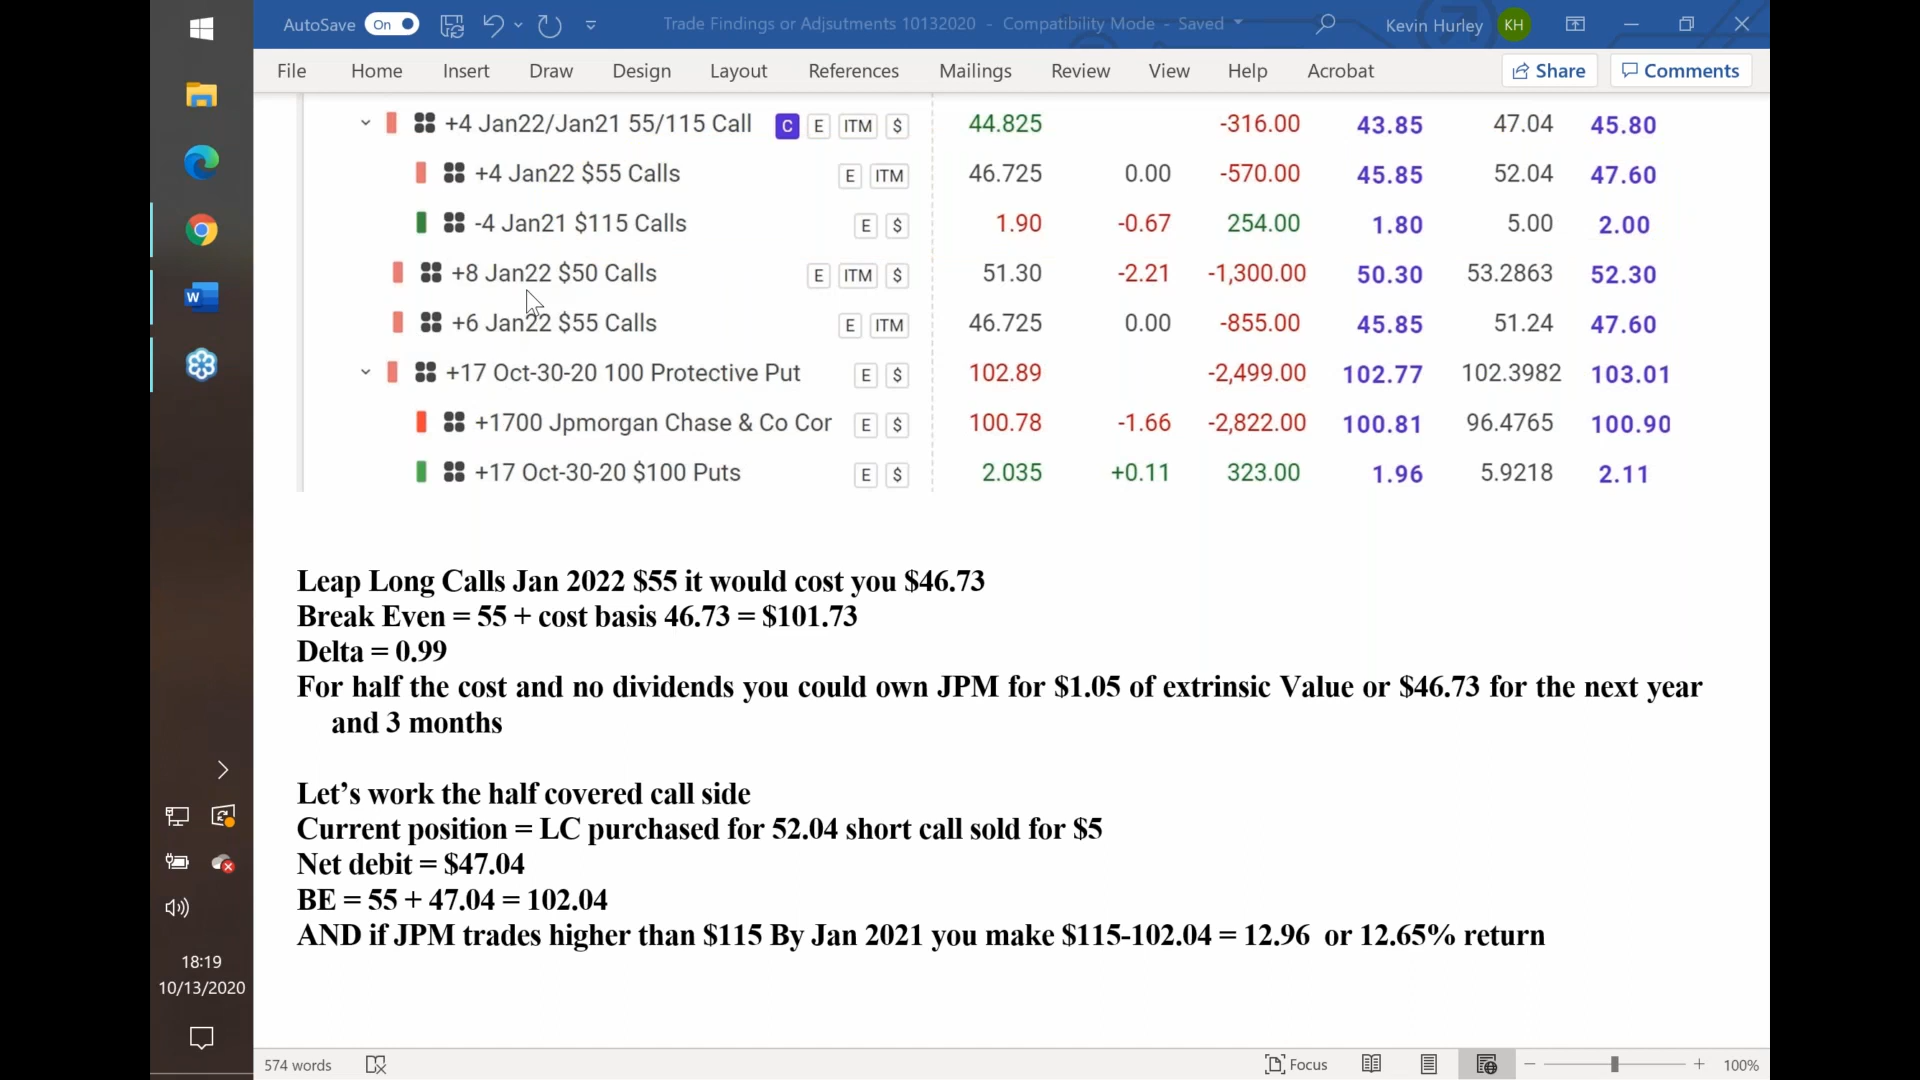 AutoSave On Trade Findings or Adjsutments 10132020 - Compatibility Mode - Saved Kevin Hurley KH
File Home Insert Draw Design Layout References Mailings Review View Help Acrobat Share Comments
+4 Jan22/Jan21 55/115 Call C E ITM $ 44.825 -316.00 43.85 47.04 45.80
+4 Jan22 $55 Calls E ITM 46.725 0.00 -570.00 45.85 52.04 47.60
-4 Jan21 $115 Calls E $ 1.90 -0.67 254.00 1.80 5.00 2.00
+8 Jan22 $50 Calls E ITM $ 51.30 -2.21 -1,300.00 50.30 53.2863 52.30
+6 Jan22 $55 Calls E ITM 46.725 0.00 -855.00 45.85 51.24 47.60
+17 Oct-30-20 100 Protective Put E $ 102.89 -2,499.00 102.77 102.3982 103.01
+1700 Jpmorgan Chase & Co Cor E $ 100.78 -1.66 -2,822.00 100.81 96.4765 100.90
+17 Oct-30-20 $100 Puts E $ 2.035 +0.11 323.00 1.96 5.9218 2.11
Leap Long Calls Jan 2022 $55 it would cost you $46.73
Break Even = 55 + cost basis 46.73 = $101.73
Delta = 0.99
For half the cost and no dividends you could own JPM for $1.05 of extrinsic Value or $46.73 for the next year
and 3 months
Let's work the half covered call side
Current position = LC purchased for 52.04 short call sold for $5
Net debit = $47.04
BE = 55 + 47.04 = 102.04
AND if JPM trades higher than $115 By Jan 2021 you make $115-102.04 = 12.96 or 12.65% return
18:19
10/13/2020
574 words Focus 100%